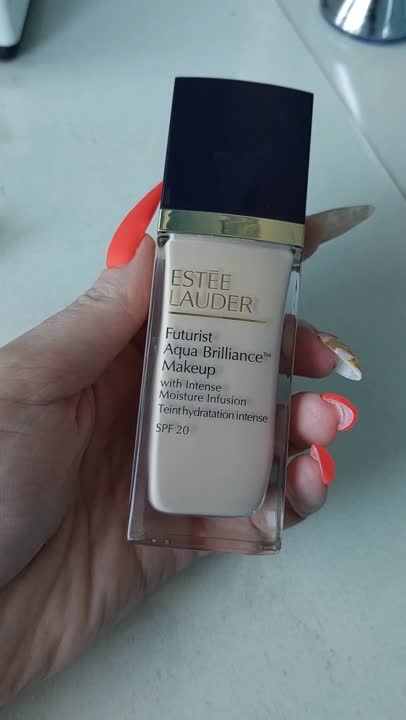 ESTĒE
LAUDER
Futurist
Aqua Brilliance™
Makeup
with Intense
Moisture Infusion
Teint hydratation intense
SPF 20